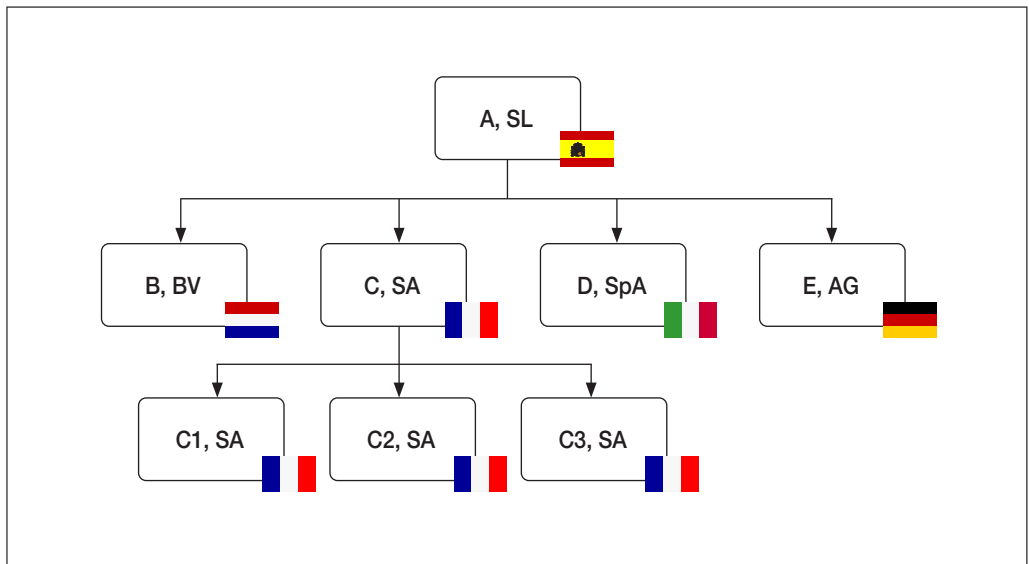 A, SL
B, BV
C, SA
D, SpA
E, AG
C1, SA
C2, SA
C3, SA